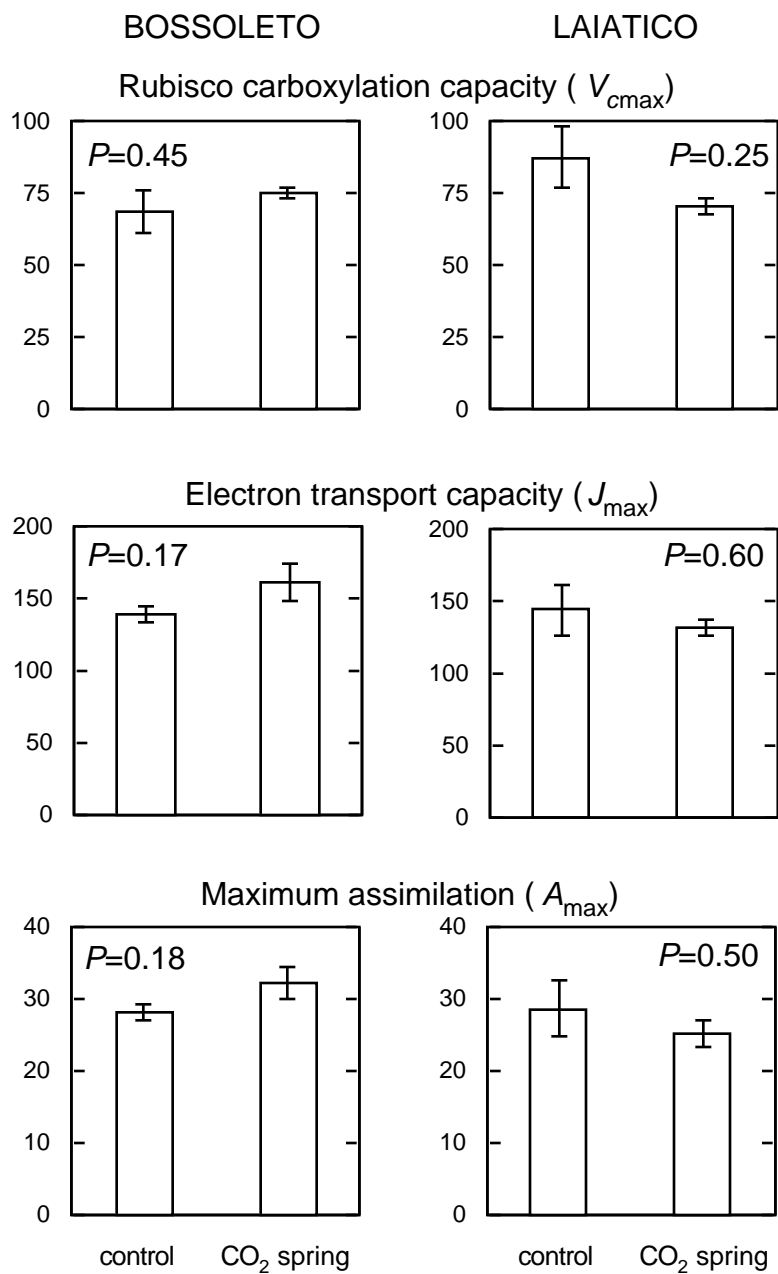 BOSSOLETO LAIATICO
Rubisco carboxylation capacity ( Vcmax)
100
75
50
25
0
P=0.45
100
75
50
25
0
P=0.25
Electron transport capacity (Jmax)
200
150
100
50
0
P=0.17
200
150
100
50
0
P=0.60
Maximum assimilation ( Amax)
40
30
20
10
0
P=0.18
40
30
20
10
0
P=0.50
control CO2 spring control CO2 spring